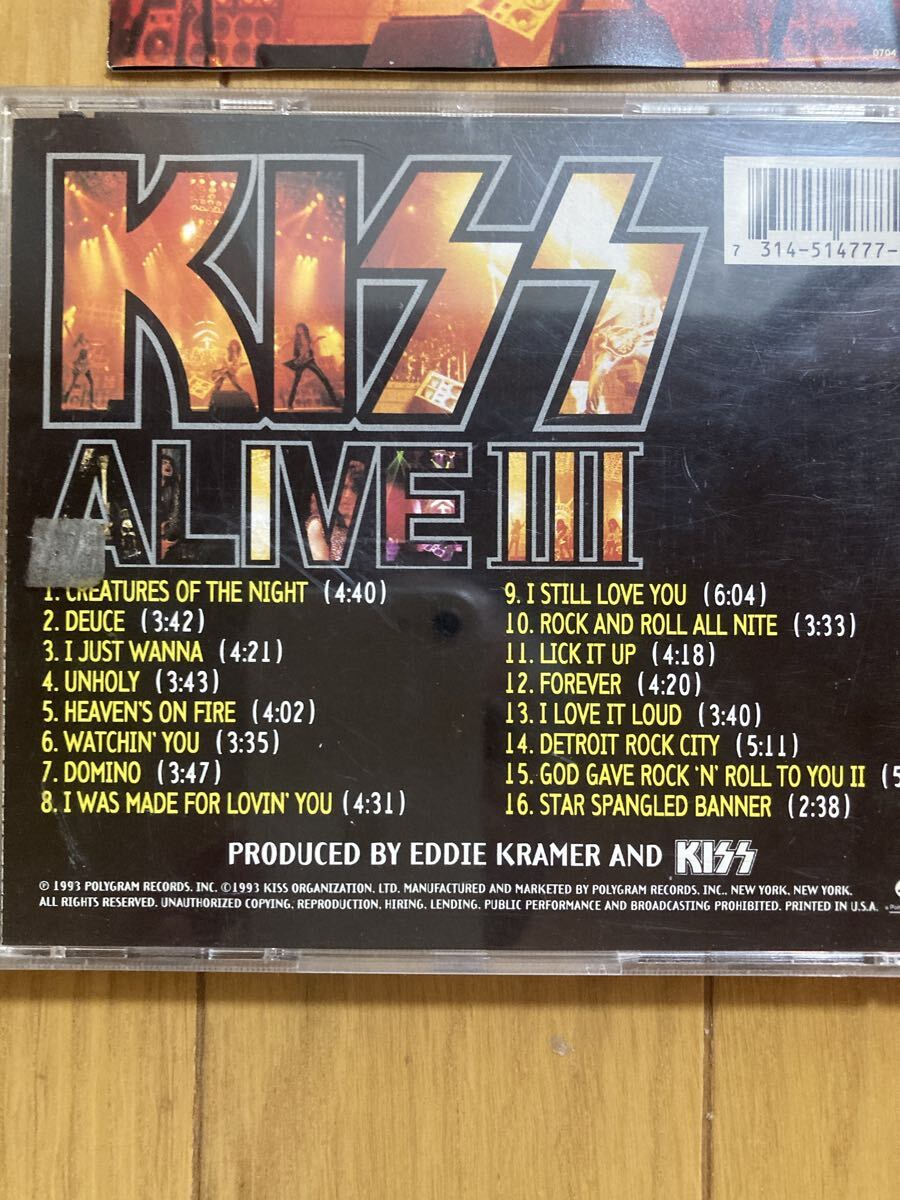 0704
KISS
7 314-514777-
ALIVE III
1. CREATURES OF THE NIGHT (4:40)
2. DEUCE (3:42)
3. I JUST WANNA (4:21)
4. UNHOLY (3:43)
5. HEAVEN'S ON FIRE (4:02)
6. WATCHIN' YOU (3:35)
7. DOMINO (3:47)
8. I WAS MADE FOR LOVIN' YOU (4:31)
9. I STILL LOVE YOU (6:04)
10. ROCK AND ROLL ALL NITE (3:33)
11. LICK IT UP (4:18)
12. FOREVER (4:20)
13. I LOVE IT LOUD (3:40)
14. DETROIT ROCK CITY (5:11)
15. GOD GAVE ROCK 'N' ROLL TO YOU II (5
16. STAR SPANGLED BANNER (2:38)
PRODUCED BY EDDIE KRAMER AND KISS
℗ 1993 POLYGRAM RECORDS, INC. ©1993 KISS ORGANIZATION, LTD. MANUFACTURED AND MARKETED BY POLYGRAM RECORDS, INC., NEW YORK, NEW YORK.
ALL RIGHTS RESERVED. UNAUTHORIZED COPYING, REPRODUCTION, HIRING, LENDING, PUBLIC PERFORMANCE AND BROADCASTING PROHIBITED. PRINTED IN U.S.A.